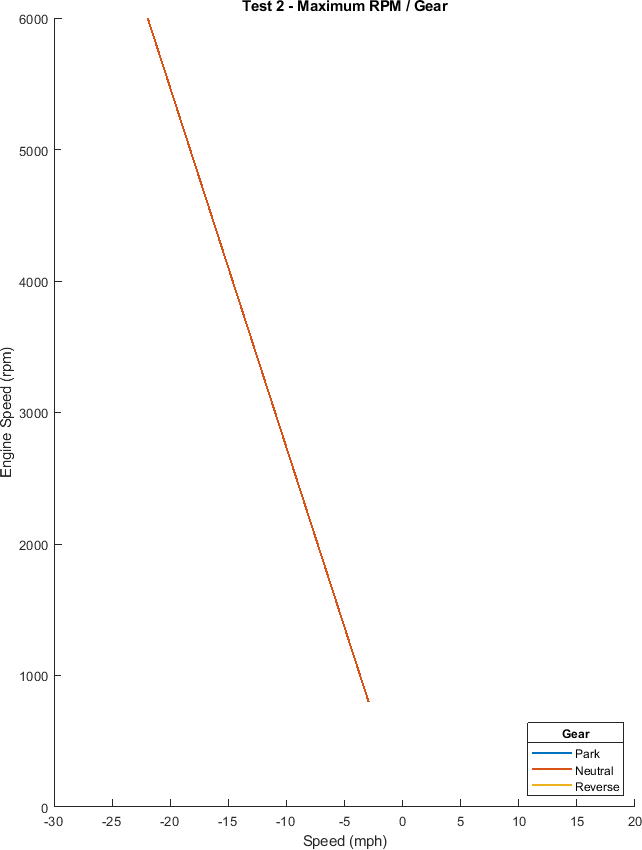 Test 2 - Maximum RPM / Gear
6000
5000
4000
3000
2000
1000
0
Engine Speed (rpm)
-30 -25 -20 -15 -10 -5 0 5 10 15 20
Speed (mph)
Gear
Park
Neutral
Reverse